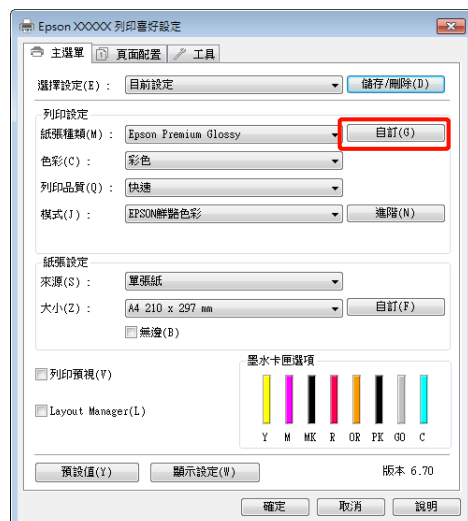 Epson XXXXX 列印喜好設定
主選單 頁面配置 工具
選擇設定(E) : 目前設定 儲存/刪除(D)
列印設定
紙張種類(M) : Epson Premium Glossy 自訂(G)
色彩(C) : 彩色
列印品質(Q) : 快速
模式(J) : EPSON鮮豔色彩 進階(N)
紙張設定
來源(S) : 單張紙
大小(Z) : A4 210 x 297 mm 自訂(F)
無邊(B)
墨水卡匣選項
列印預視(V)
Layout Manager(L)
Y M MK R OR PK GO C
預設值(Y) 顯示設定(W) 版本 6.70
確定 取消 說明